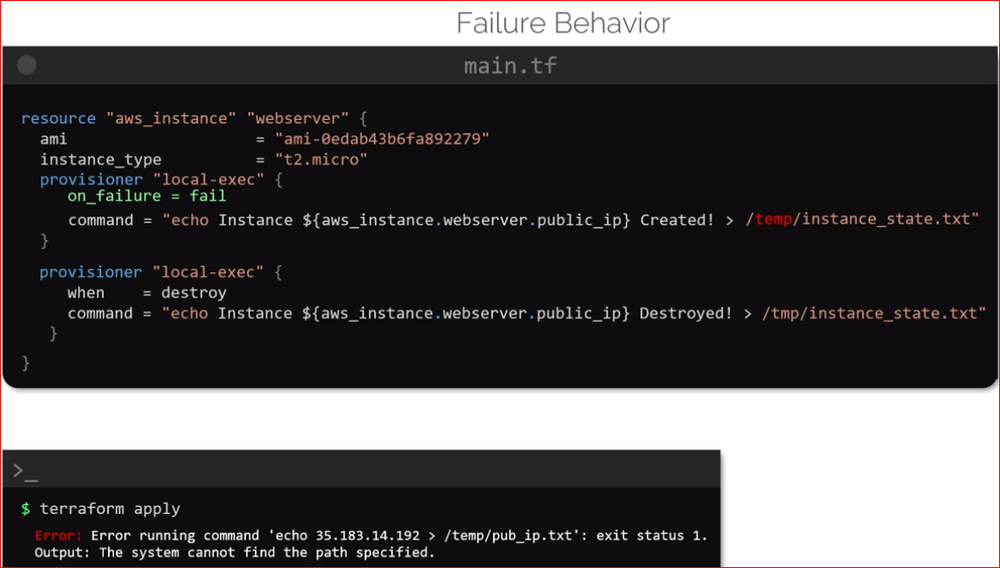 Failure Behavior
main.tf
resource "aws_instance" "webserver" {
ami = "ami-0edab43b6fa892279"
instance_type = "t2.micro"
provisioner "local-exec" {
on_failure = fail
command = "echo Instance ${aws_instance.webserver.public_ip} Created! > /temp/instance_state.txt"
}
provisioner "local-exec" {
when = destroy
command = "echo Instance ${aws_instance.webserver.public_ip} Destroyed! > /tmp/instance_state.txt"
}
}
>_
$ terraform apply
Error: Error running command 'echo 35.183.14.192 > /temp/pub_ip.txt': exit status 1.
Output: The system cannot find the path specified.